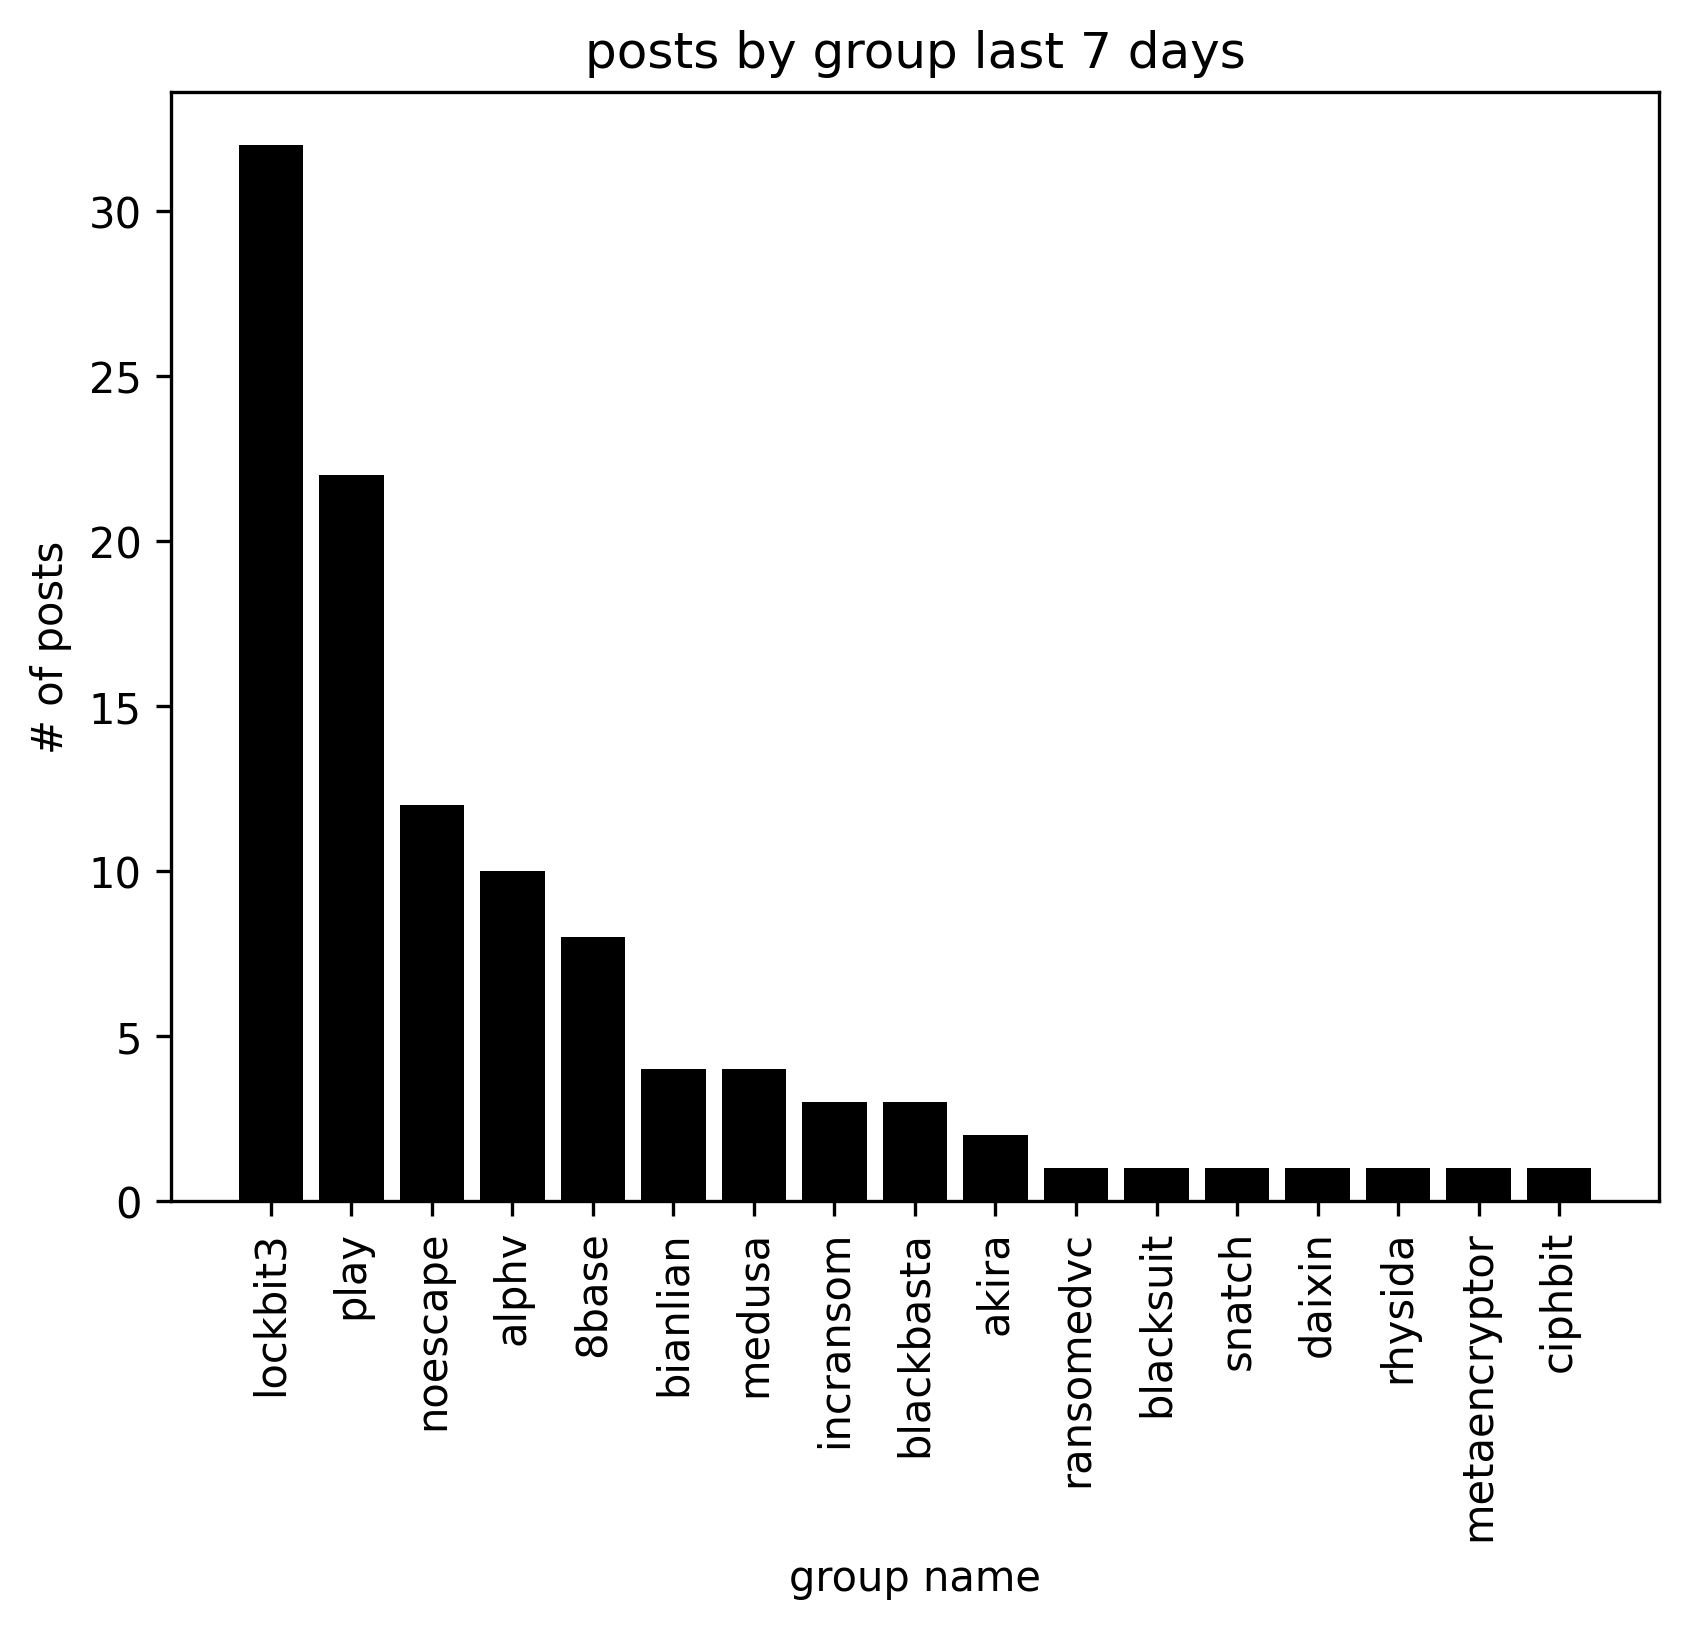 posts by group last 7 days
30
25
20
15
10
5
0
# of posts
lockbit3
play
noescape
alphv
8base
bianlian
medusa
incransom
blackbasta
akira
ransomedvc
blacksuit
snatch
daixin
rhysida
metaencryptor
ciphbit
group name